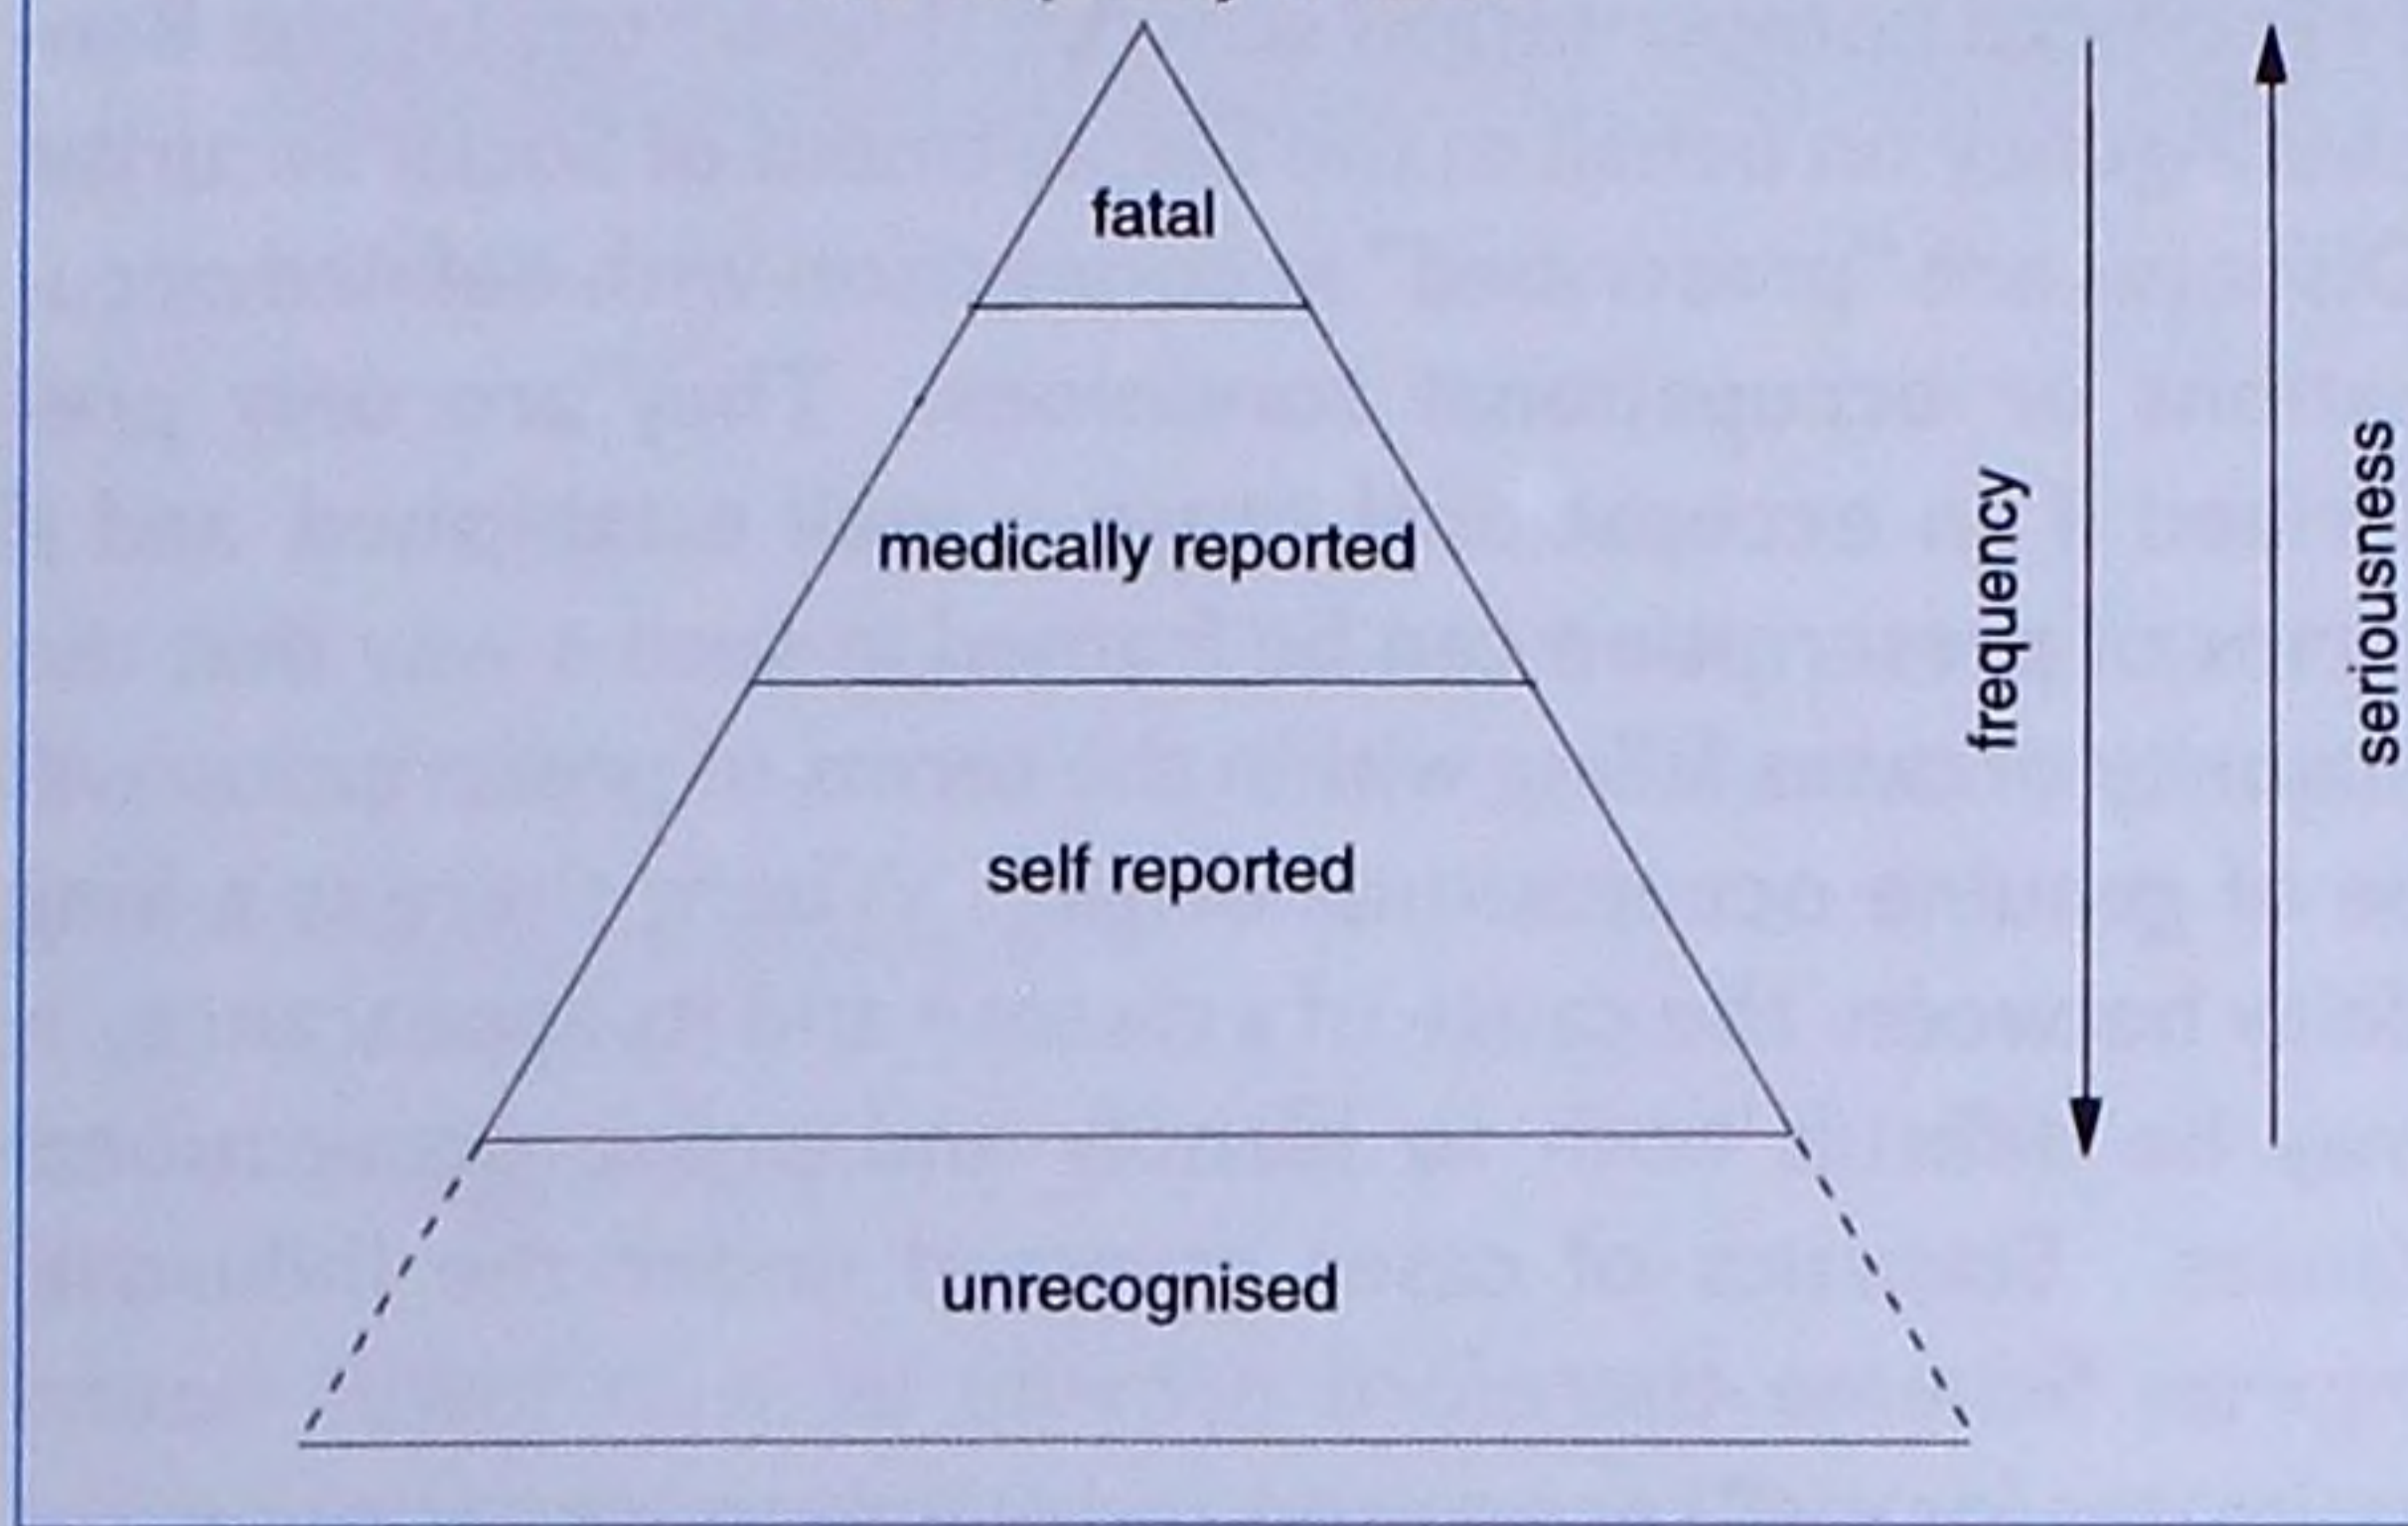 fatal
medically reported
self reported
unrecognised
frequency
seriousness